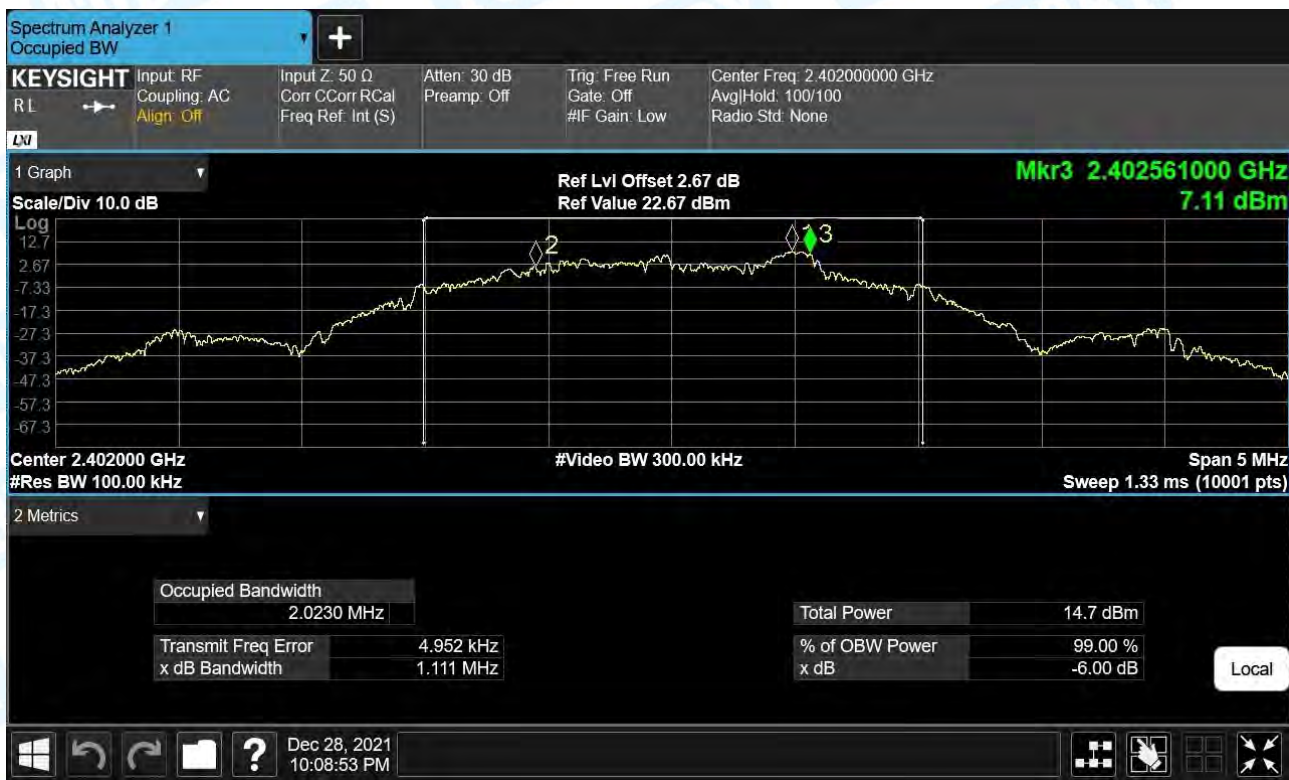 Spectrum Analyzer 1
Occupied BW
KEYSIGHT
R L
LXI
Input: RF
Coupling: AC
Align: Off
Input Z: 50 Ω
Corr CCorr RCal
Freq Ref: Int (S)
Atten: 30 dB
Preamp: Off
Trig: Free Run
Gate: Off
#IF Gain: Low
Center Freq: 2.402000000 GHz
Avg|Hold: 100/100
Radio Std: None
1 Graph
Scale/Div 10.0 dB
Ref Lvl Offset 2.67 dB
Ref Value 22.67 dBm
Mkr3 2.402561000 GHz
7.11 dBm
Log
12.7
2.67
-7.33
-17.3
-27.3
-37.3
-47.3
-57.3
-67.3
2
1
3
Center 2.402000 GHz
#Res BW 100.00 kHz
#Video BW 300.00 kHz
Span 5 MHz
Sweep 1.33 ms (10001 pts)
2 Metrics
Occupied Bandwidth
2.0230 MHz
Transmit Freq Error 4.952 kHz
x dB Bandwidth 1.111 MHz
Total Power 14.7 dBm
% of OBW Power 99.00 %
x dB -6.00 dB
Local
?
Dec 28, 2021
10:08:53 PM